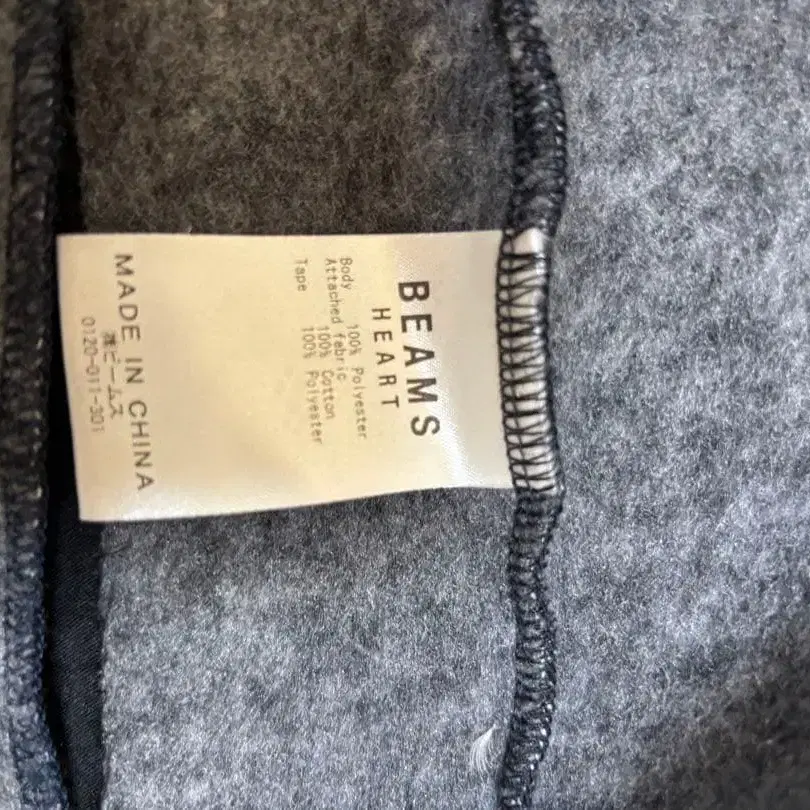 BEAMS
HEART
Body 100% Polyester
Attached fabric
100% Cotton
Tape 100% Polyester
MADE IN CHINA
㈱ビームス
0120-011-301